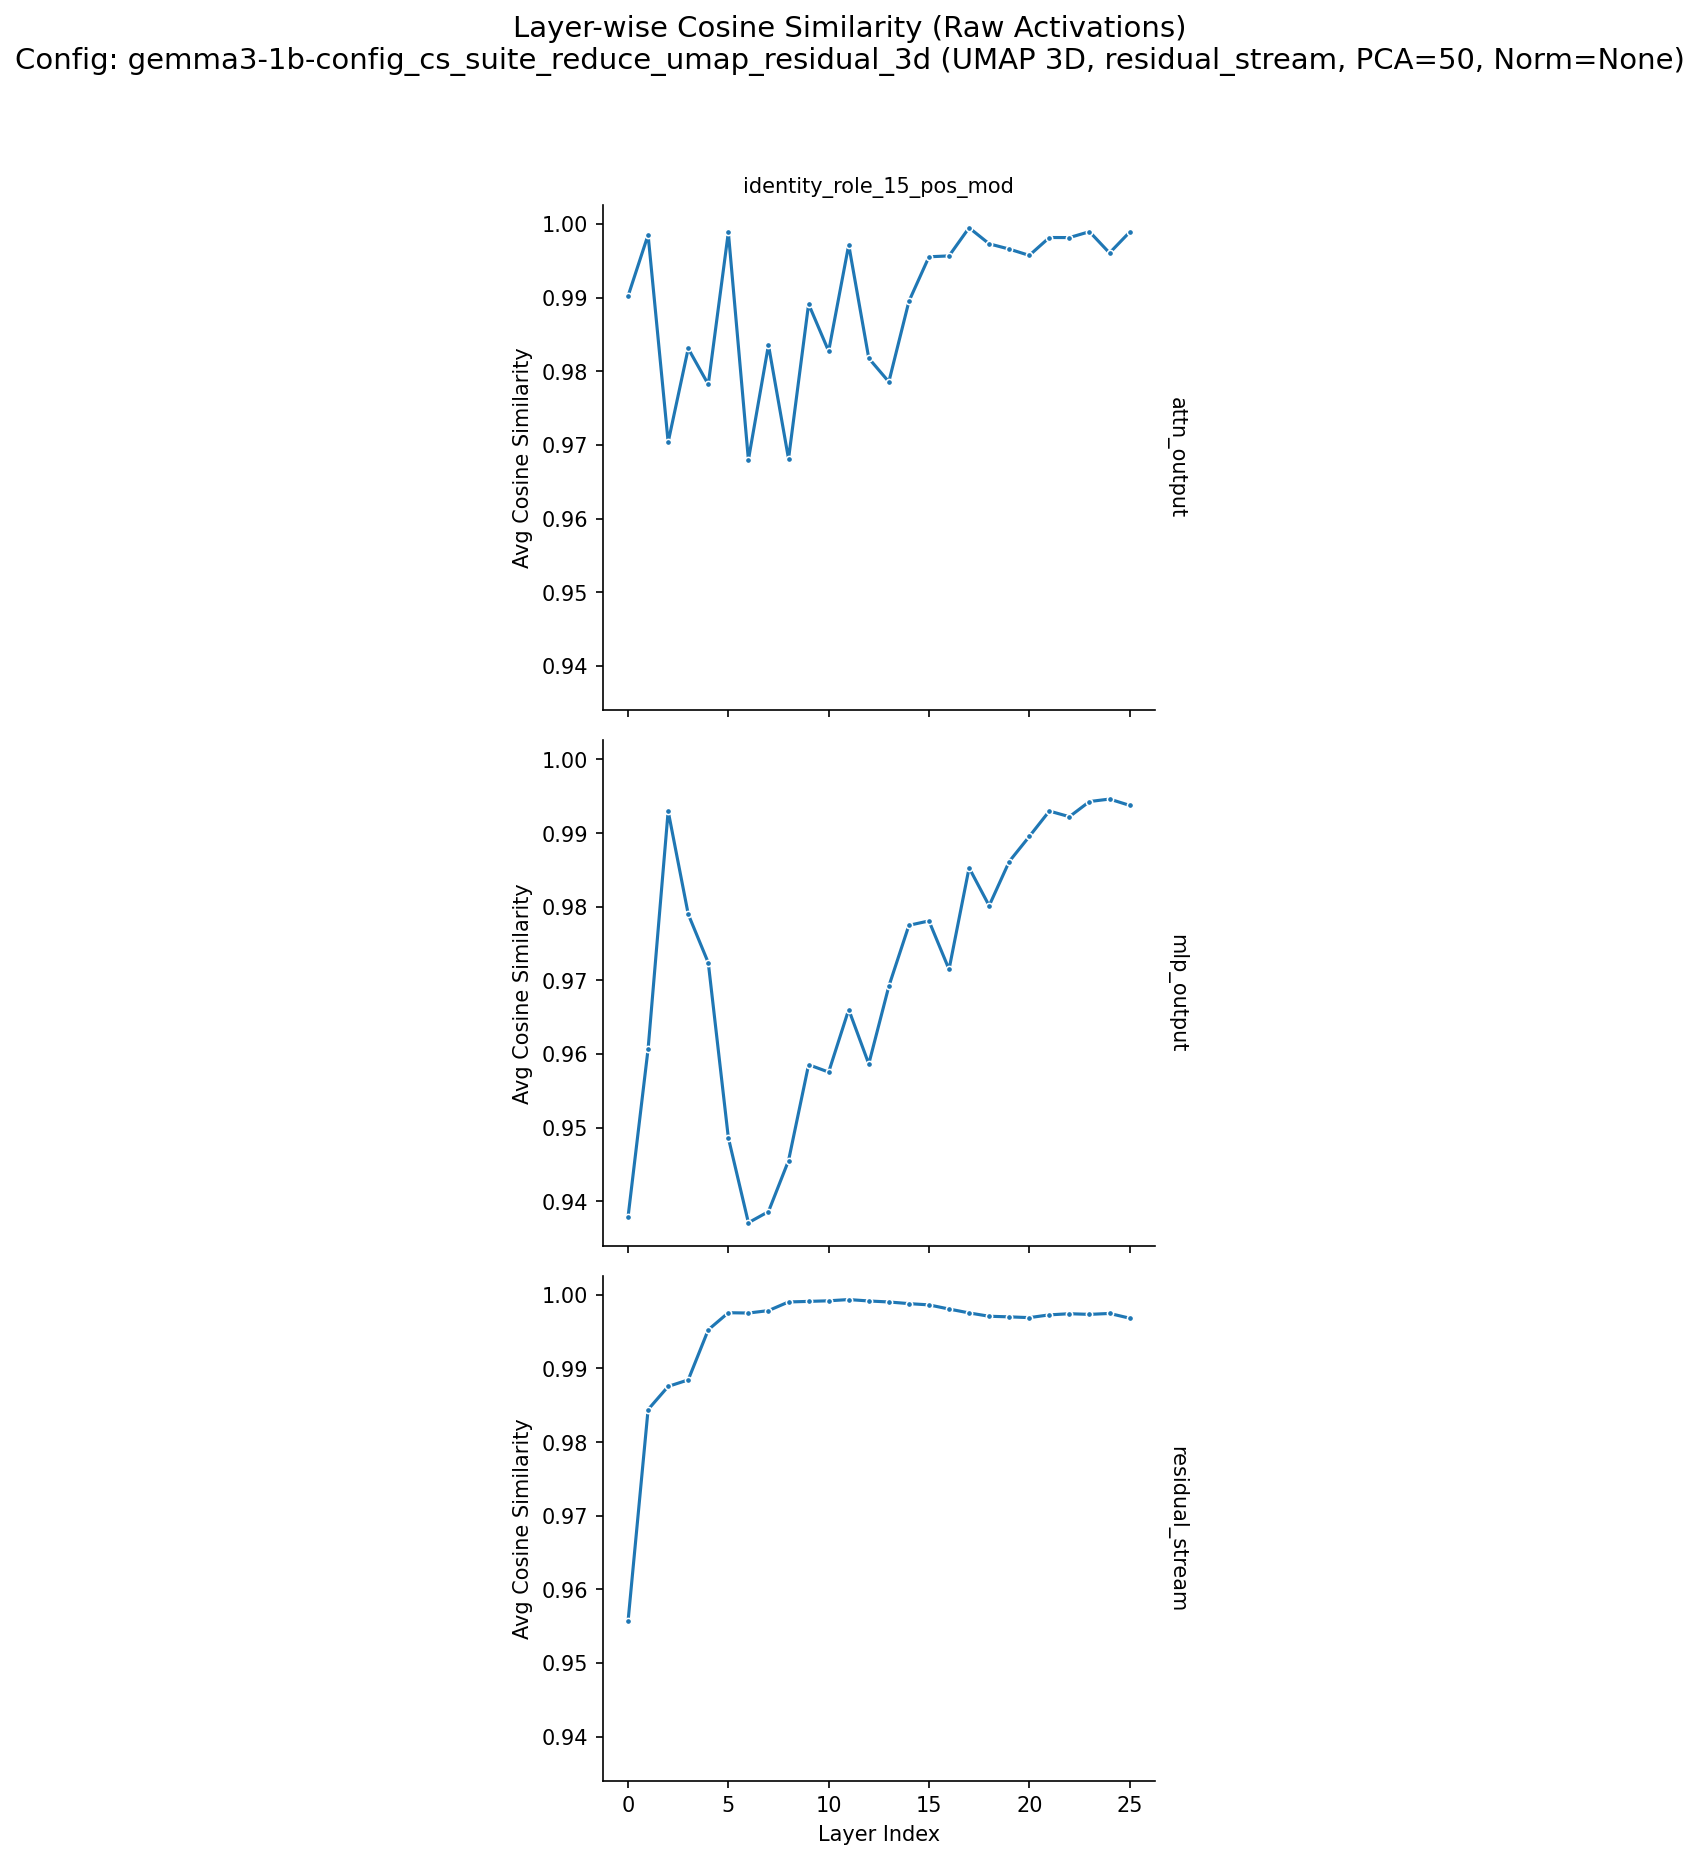 Layer-wise Cosine Similarity (Raw Activations)
Config: gemma3-1b-config_cs_suite_reduce_umap_residual_3d (UMAP 3D, residual_stream, PCA=50, Norm=None)
identity_role_15_pos_mod
1.00
0.99
0.98
0.97
0.96
0.95
0.94
Avg Cosine Similarity
attn_output
1.00
0.99
0.98
0.97
0.96
0.95
0.94
Avg Cosine Similarity
mlp_output
1.00
0.99
0.98
0.97
0.96
0.95
0.94
Avg Cosine Similarity
residual_stream
0 5 10 15 20 25
Layer Index